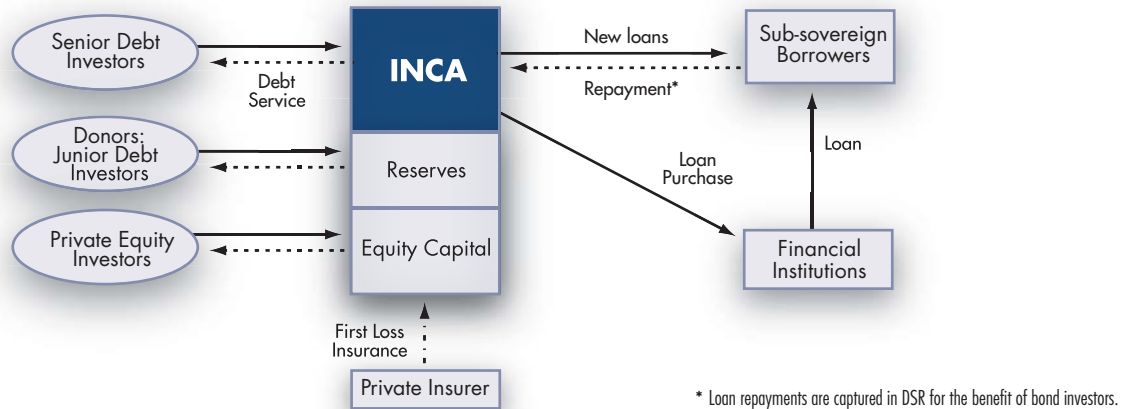 Senior Debt
Investors
Debt
Service
Donors:
Junior Debt
Investors
Private Equity
Investors
INCA
Reserves
Equity Capital
First Loss
Insurance
Private Insurer
New loans
Repayment*
Sub-sovereign
Borrowers
Loan
Loan
Purchase
Financial
Institutions
* Loan repayments are captured in DSR for the benefit of bond investors.